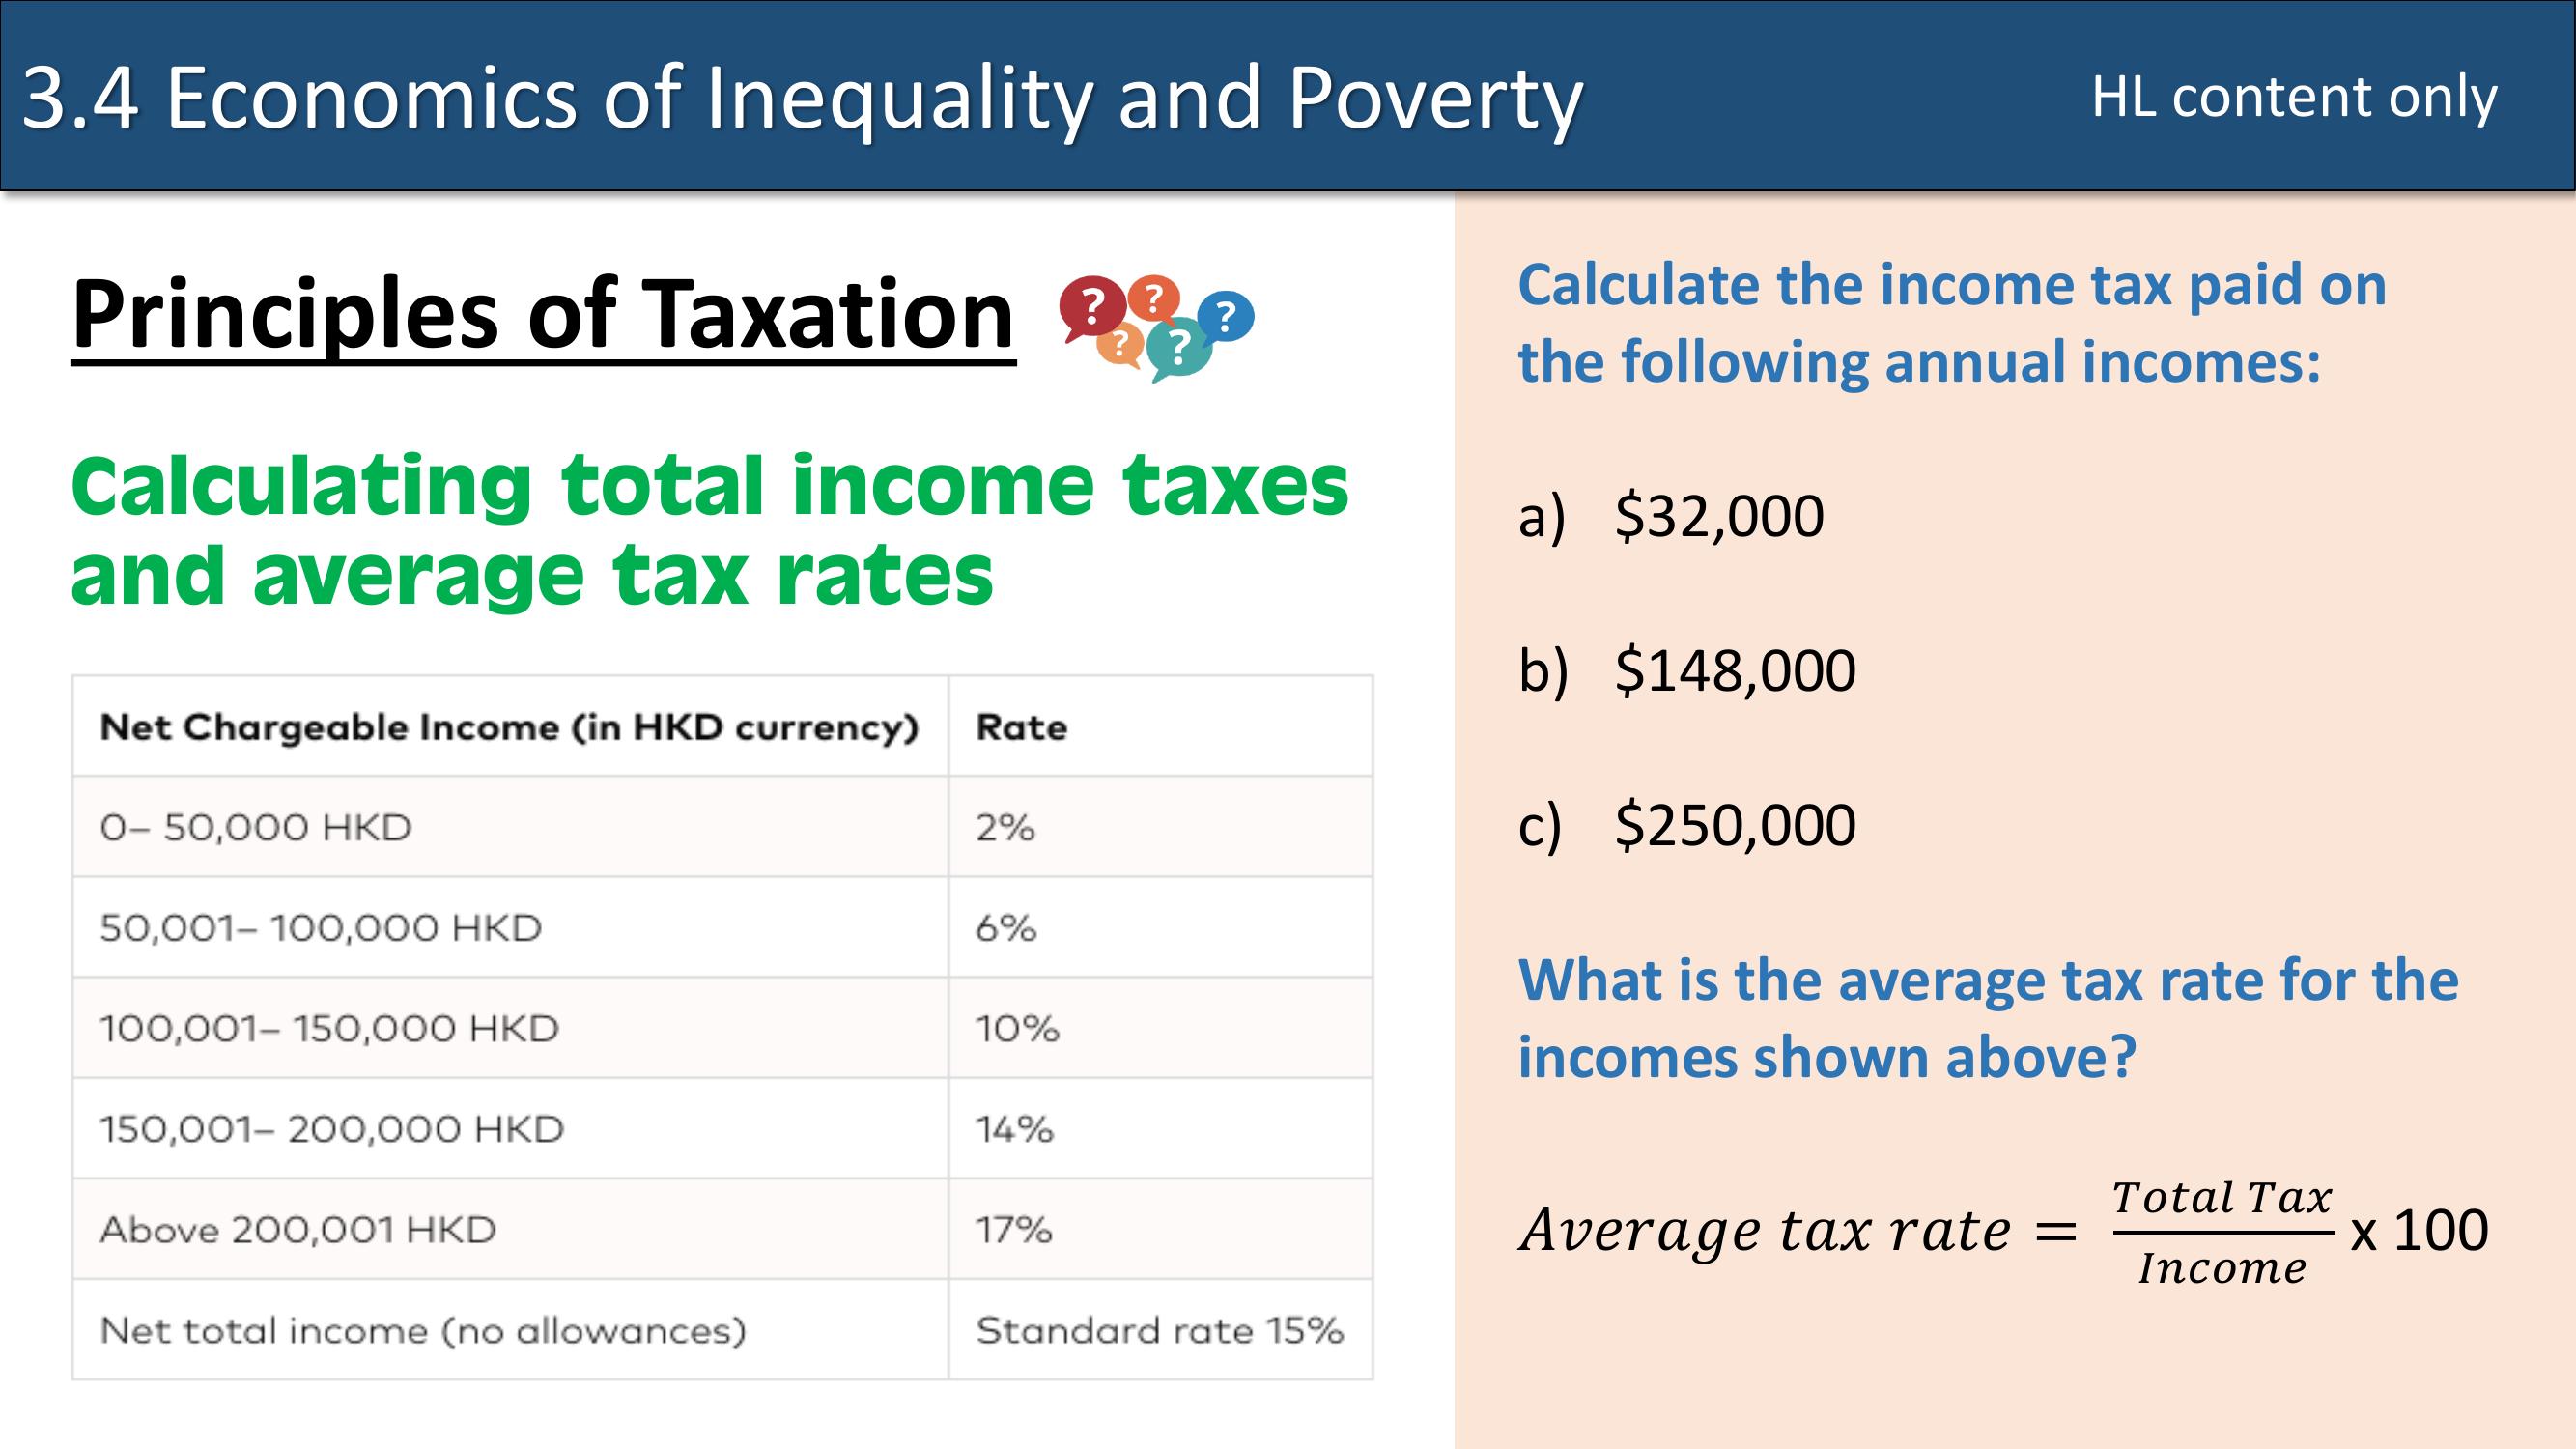 3.4 Economics of Inequality and Poverty
HL content only
Principles of Taxation
? ? ? ? ?
Calculating total income taxes
and average tax rates
Net Chargeable Income (in HKD currency) Rate
0– 50,000 HKD 2%
50,001– 100,000 HKD 6%
100,001– 150,000 HKD 10%
150,001– 200,000 HKD 14%
Above 200,001 HKD 17%
Net total income (no allowances) Standard rate 15%
Calculate the income tax paid on
the following annual incomes:
a) $32,000
b) $148,000
c) $250,000
What is the average tax rate for the
incomes shown above?
Average tax rate = Total Tax / Income x 100